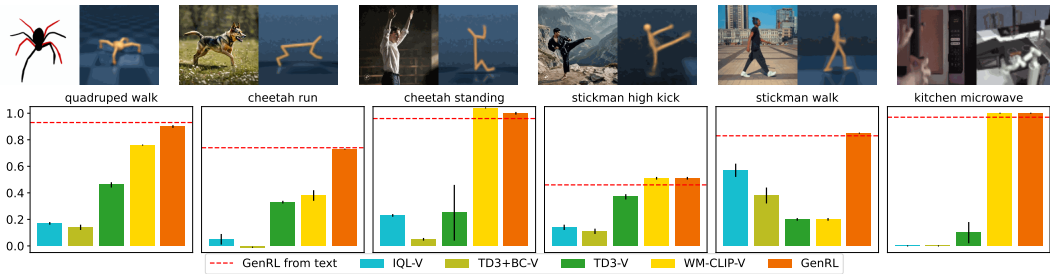 quadruped walk
cheetah run
cheetah standing
stickman high kick
stickman walk
kitchen microwave
1.0
0.8
0.6
0.4
0.2
0.0
GenRL from text
IQL-V
TD3+BC-V
TD3-V
WM-CLIP-V
GenRL